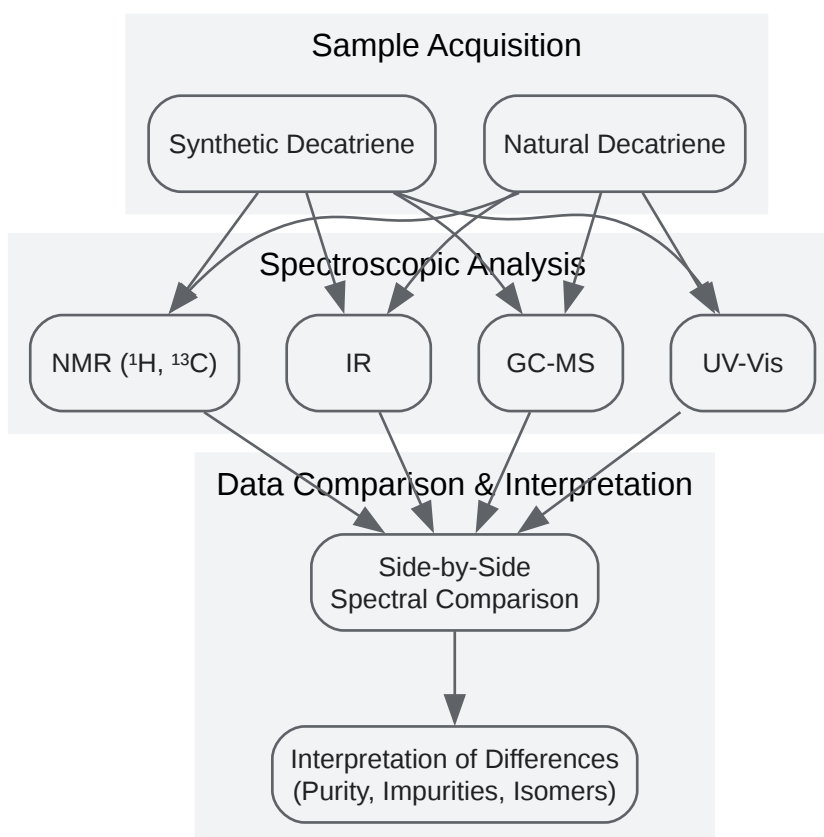 Sample Acquisition
Synthetic Decatriene
Natural Decatriene
Spectroscopic Analysis
NMR (¹H, ¹³C)
IR
GC-MS
UV-Vis
Data Comparison & Interpretation
Side-by-Side
Spectral Comparison
Interpretation of Differences
(Purity, Impurities, Isomers)